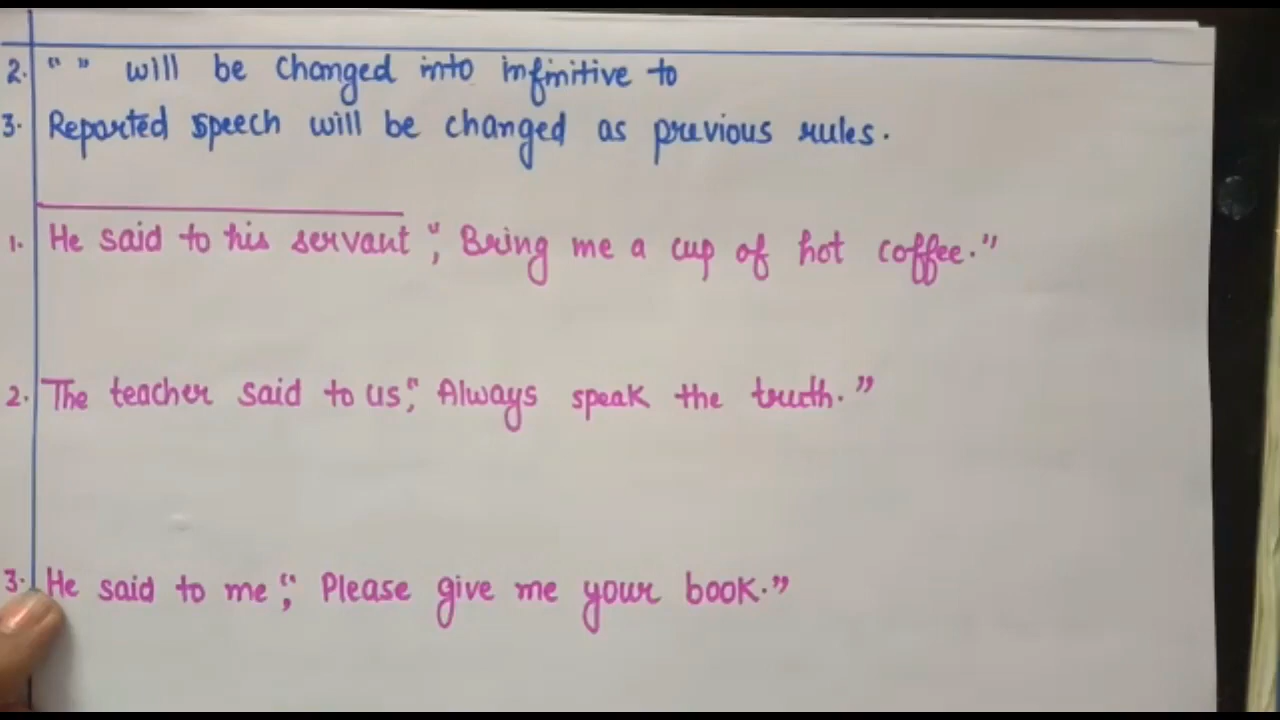 2. " " will be changed into infinitive to
3. Reported speech will be changed as previous rules.
1. He said to his servant ," Bring me a cup of hot coffee."
2. The teacher said to us," Always speak the truth."
3. He said to me," Please give me your book."